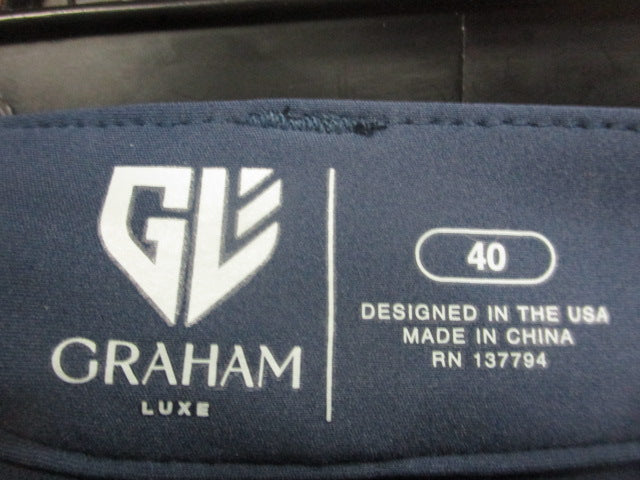 GL
GRAHAM
LUXE
40
DESIGNED IN THE USA
MADE IN CHINA
RN 137794